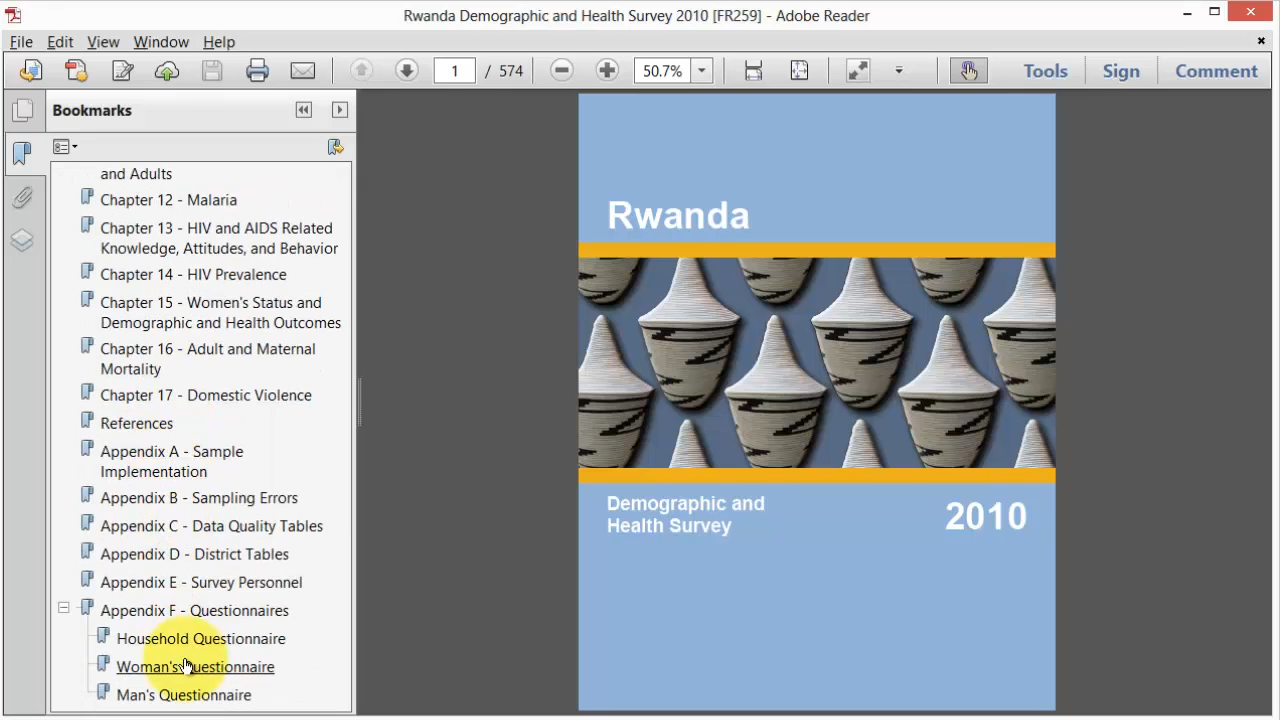 Rwanda Demographic and Health Survey 2010 [FR259] - Adobe Reader
File Edit View Window Help
1 / 574 50.7% Tools Sign Comment
Bookmarks
and Adults
Chapter 12 - Malaria
Chapter 13 - HIV and AIDS Related
Knowledge, Attitudes, and Behavior
Chapter 14 - HIV Prevalence
Chapter 15 - Women's Status and
Demographic and Health Outcomes
Chapter 16 - Adult and Maternal
Mortality
Chapter 17 - Domestic Violence
References
Appendix A - Sample
Implementation
Appendix B - Sampling Errors
Appendix C - Data Quality Tables
Appendix D - District Tables
Appendix E - Survey Personnel
Appendix F - Questionnaires
Household Questionnaire
Woman's Questionnaire
Man's Questionnaire
Rwanda
Demographic and
Health Survey
2010